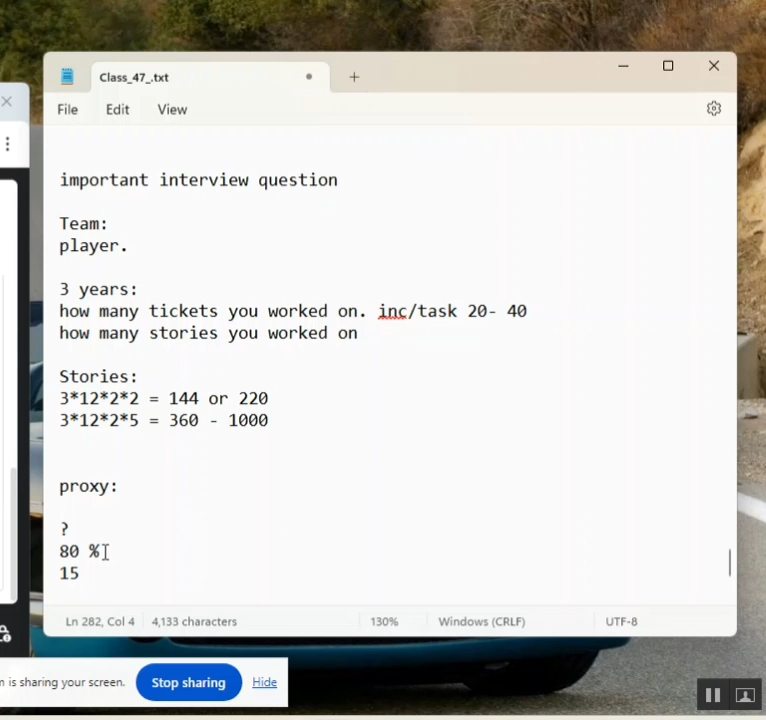 Class_47_.txt
File Edit View
important interview question
Team:
player.
3 years:
how many tickets you worked on. inc/task 20- 40
how many stories you worked on
Stories:
3*12*2*2 = 144 or 220
3*12*2*5 = 360 - 1000
proxy:
?
80 %
15
Ln 282, Col 4 4,133 characters 130% Windows (CRLF) UTF-8
is sharing your screen. Stop sharing Hide